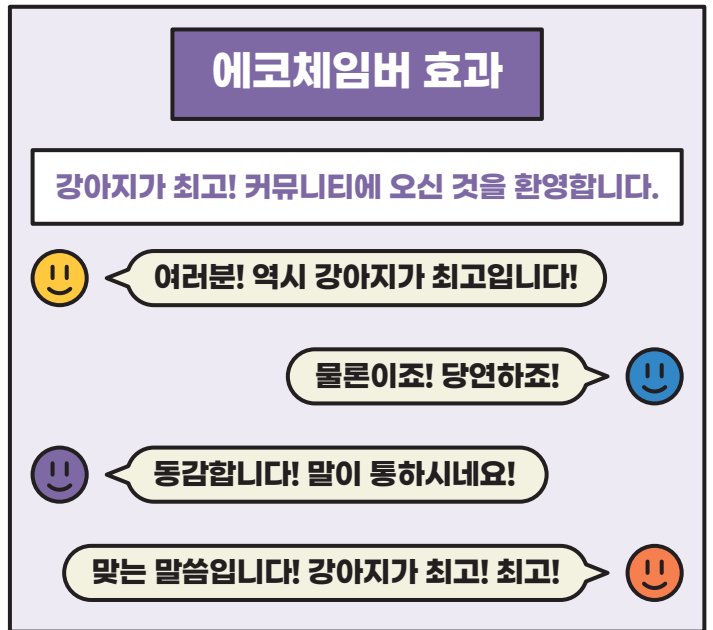 에코체임버 효과
강아지가 최고! 커뮤니티에 오신 것을 환영합니다.
여러분! 역시 강아지가 최고입니다!
물론이죠! 당연하죠!
동감합니다! 말이 통하시네요!
맞는 말씀입니다! 강아지가 최고! 최고!